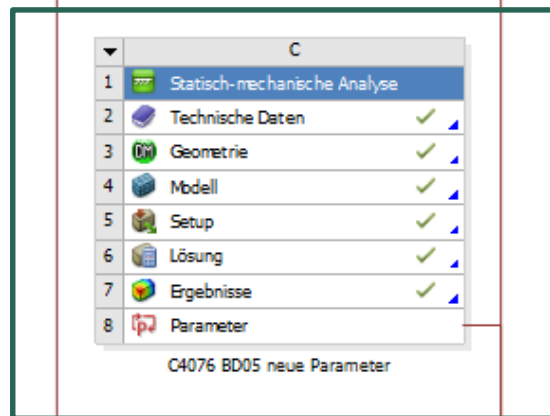 C
1 Statisch-mechanische Analyse
2 Technische Daten
3 DM Geometrie
4 Modell
5 Setup
6 Lösung
7 Ergebnisse
8 p Parameter
C4076 BD05 neue Parameter